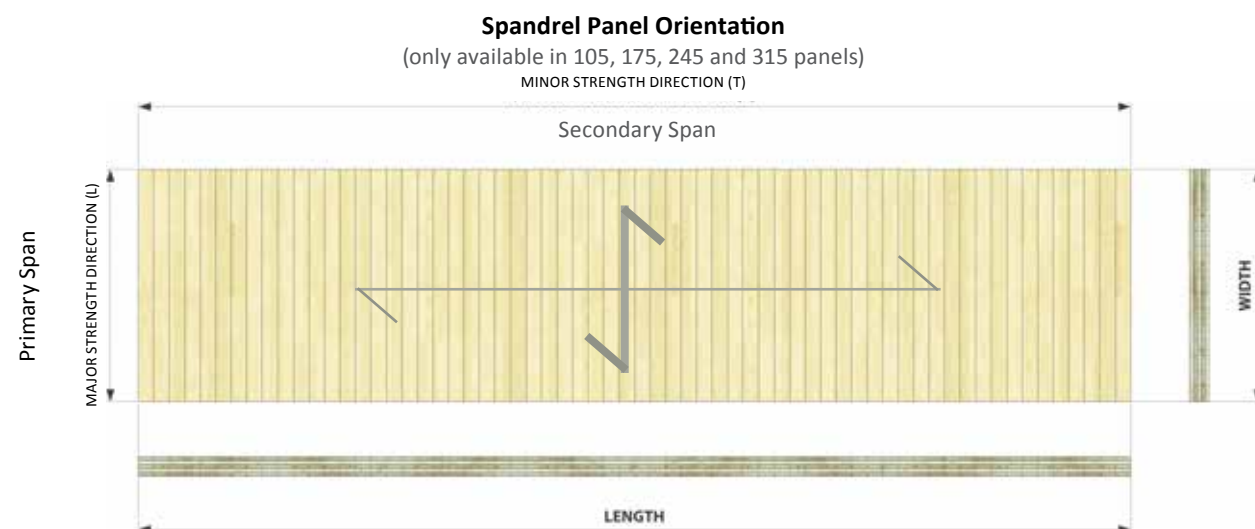 Spandrel Panel Orientation
(only available in 105, 175, 245 and 315 panels)
MINOR STRENGTH DIRECTION (T)
Secondary Span
Primary Span
MAJOR STRENGTH DIRECTION (L)
WIDTH
LENGTH